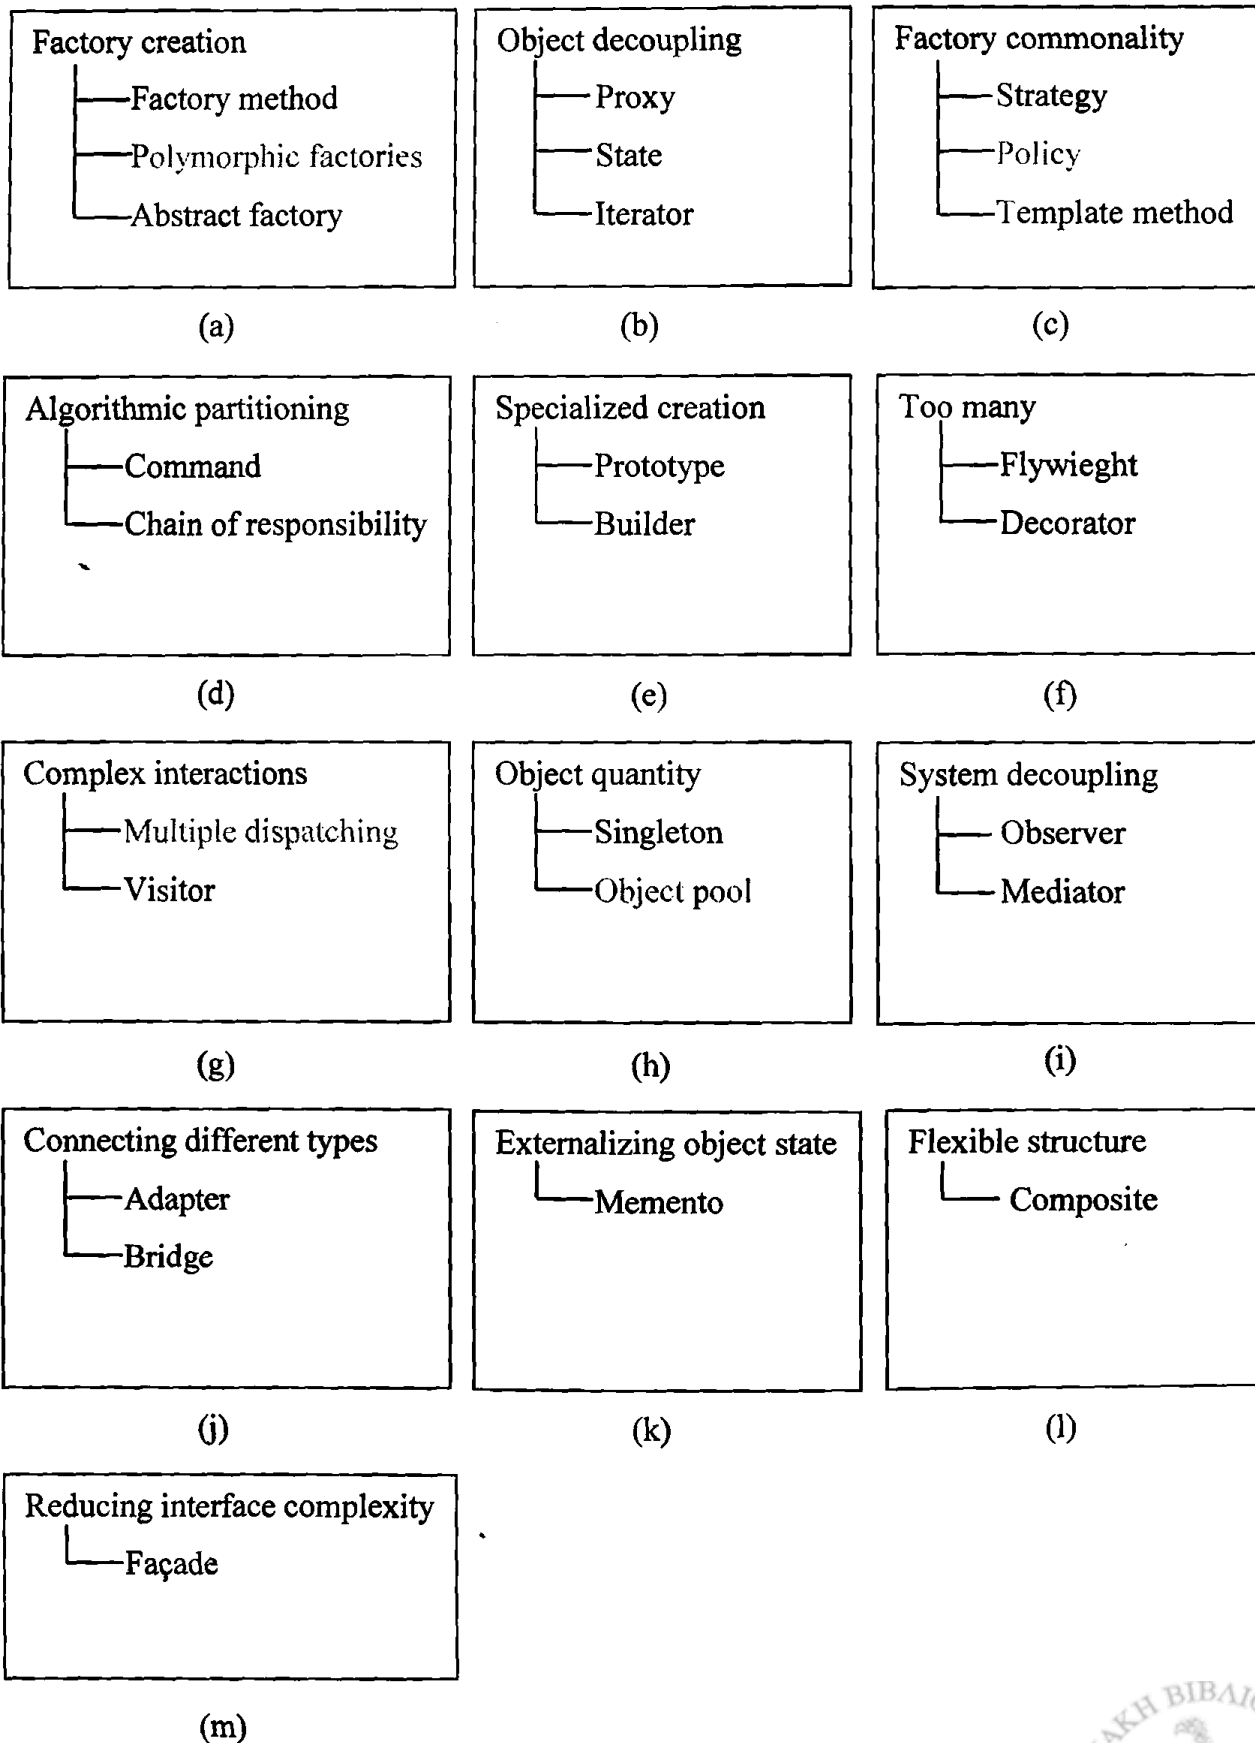 Factory creation
Factory method
Polymorphic factories
Abstract factory
(a)
Object decoupling
Proxy
State
Iterator
(b)
Factory commonality
Strategy
Policy
Template method
(c)
Algorithmic partitioning
Command
Chain of responsibility
(d)
Specialized creation
Prototype
Builder
(e)
Too many
Flywieght
Decorator
(f)
Complex interactions
Multiple dispatching
Visitor
(g)
Object quantity
Singleton
Object pool
(h)
System decoupling
Observer
Mediator
(i)
Connecting different types
Adapter
Bridge
(j)
Externalizing object state
Memento
(k)
Flexible structure
Composite
(l)
Reducing interface complexity
Façade
(m)